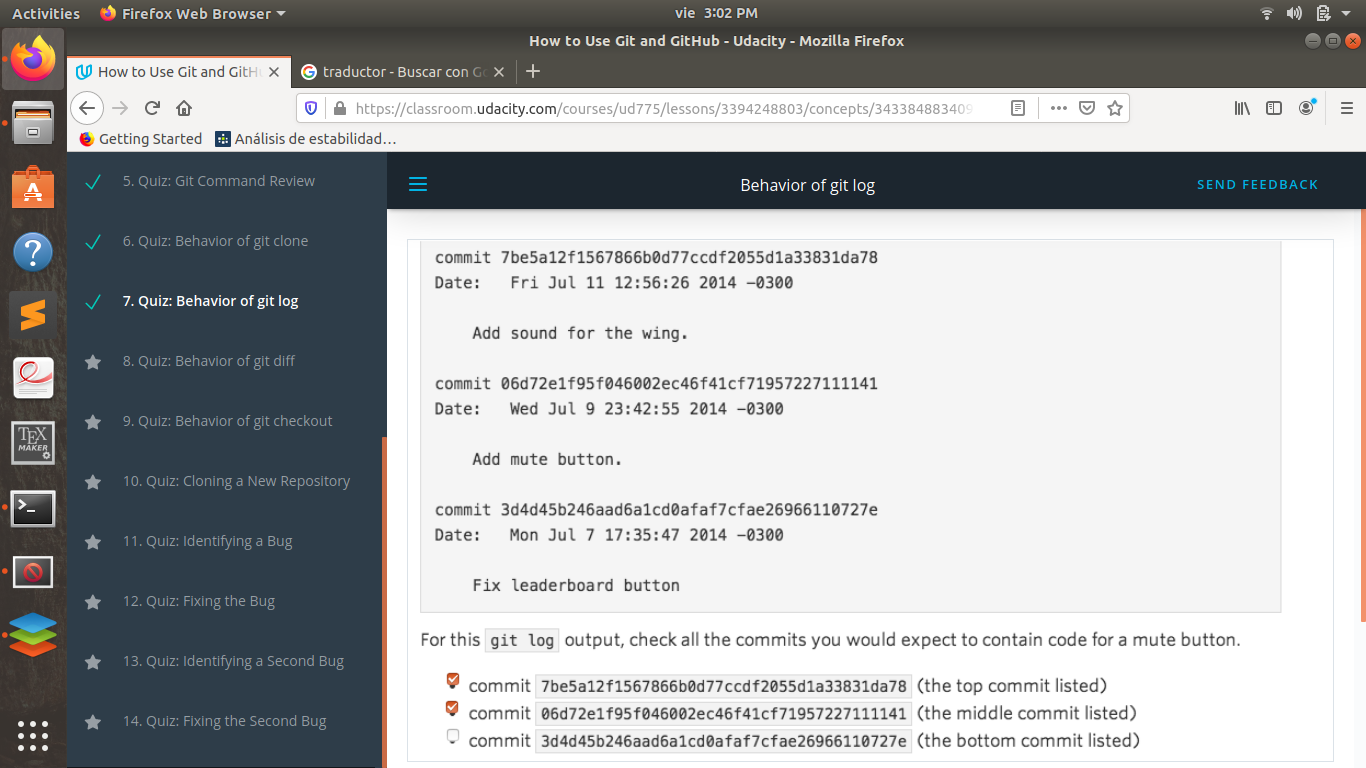 Activities Firefox Web Browser vie 3:02 PM
How to Use Git and GitHub - Udacity - Mozilla Firefox
How to Use Git and GitH traductor - Buscar con Go
https://classroom.udacity.com/courses/ud775/lessons/3394248803/concepts/343384883409
Getting Started Análisis de estabilidad…
5. Quiz: Git Command Review
6. Quiz: Behavior of git clone
7. Quiz: Behavior of git log
8. Quiz: Behavior of git diff
9. Quiz: Behavior of git checkout
10. Quiz: Cloning a New Repository
11. Quiz: Identifying a Bug
12. Quiz: Fixing the Bug
13. Quiz: Identifying a Second Bug
14. Quiz: Fixing the Second Bug
TEX
MAKER
Behavior of git log SEND FEEDBACK
commit 7be5a12f1567866b0d77ccdf2055d1a33831da78
Date: Fri Jul 11 12:56:26 2014 -0300
Add sound for the wing.
commit 06d72e1f95f046002ec46f41cf71957227111141
Date: Wed Jul 9 23:42:55 2014 -0300
Add mute button.
commit 3d4d45b246aad6a1cd0afaf7cfae26966110727e
Date: Mon Jul 7 17:35:47 2014 -0300
Fix leaderboard button
For this git log output, check all the commits you would expect to contain code for a mute button.
commit 7be5a12f1567866b0d77ccdf2055d1a33831da78 (the top commit listed)
commit 06d72e1f95f046002ec46f41cf71957227111141 (the middle commit listed)
commit 3d4d45b246aad6a1cd0afaf7cfae26966110727e (the bottom commit listed)